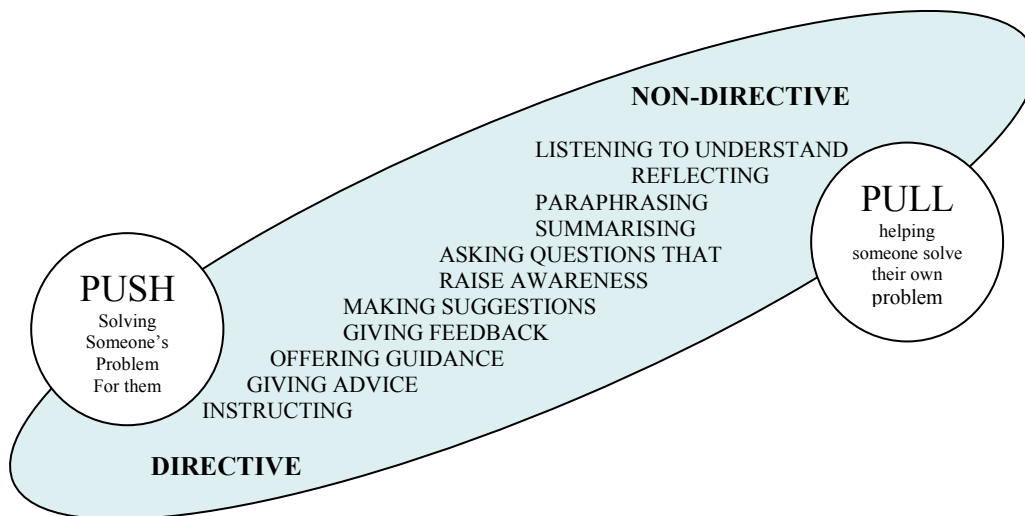 NON-DIRECTIVE
LISTENING TO UNDERSTAND
REFLECTING
PARAPHRASING
SUMMARISING
ASKING QUESTIONS THAT
RAISE AWARENESS
MAKING SUGGESTIONS
GIVING FEEDBACK
OFFERING GUIDANCE
GIVING ADVICE
INSTRUCTING
DIRECTIVE
PUSH
Solving
Someone's
Problem
For them
PULL
helping
someone solve
their own
problem